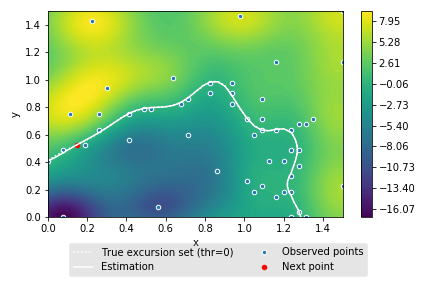 1.4
1.2
1.0
0.8
0.6
0.4
0.2
0.0
y
0.0 0.2 0.4 0.6 0.8 1.0 1.2 1.4
x
7.95
5.28
2.61
−0.06
−2.73
−5.40
−8.06
−10.73
−13.40
−16.07
True excursion set (thr=0)
Estimation
Observed points
Next point